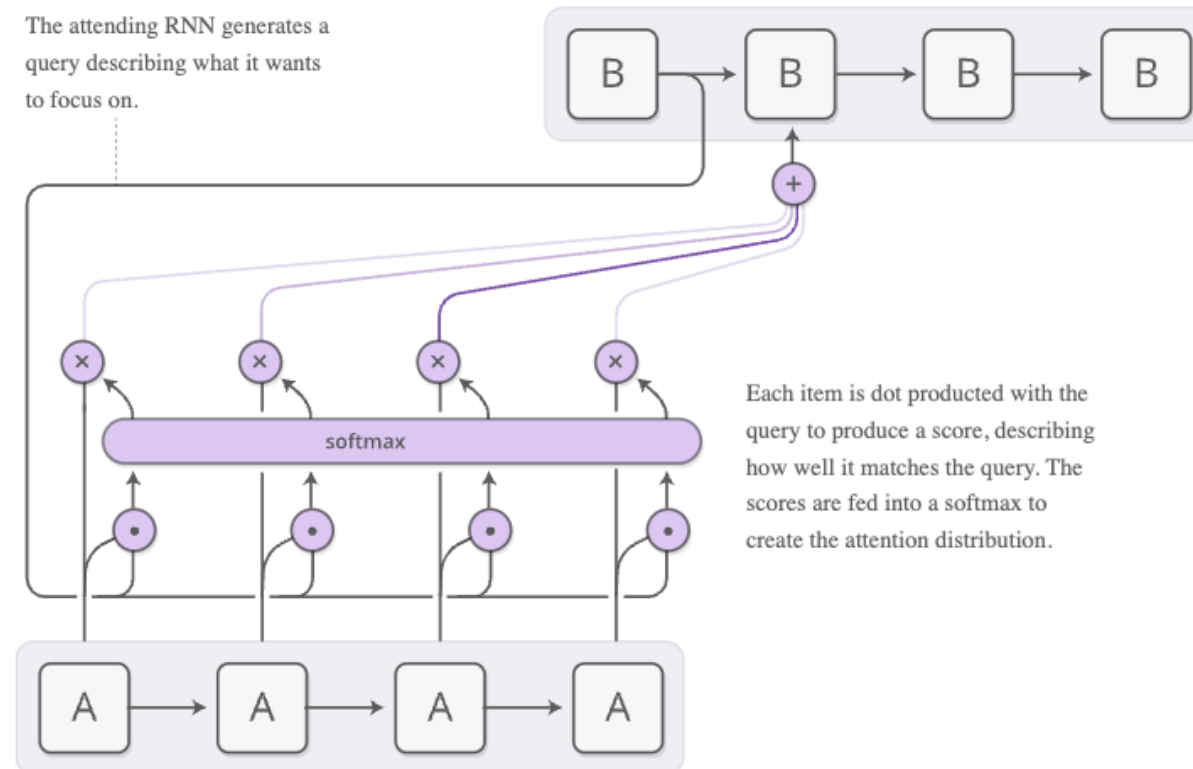 The attending RNN generates a
query describing what it wants
to focus on.
B B B B
+
× × × ×
softmax
Each item is dot producted with the
query to produce a score, describing
how well it matches the query. The
scores are fed into a softmax to
create the attention distribution.
A A A A